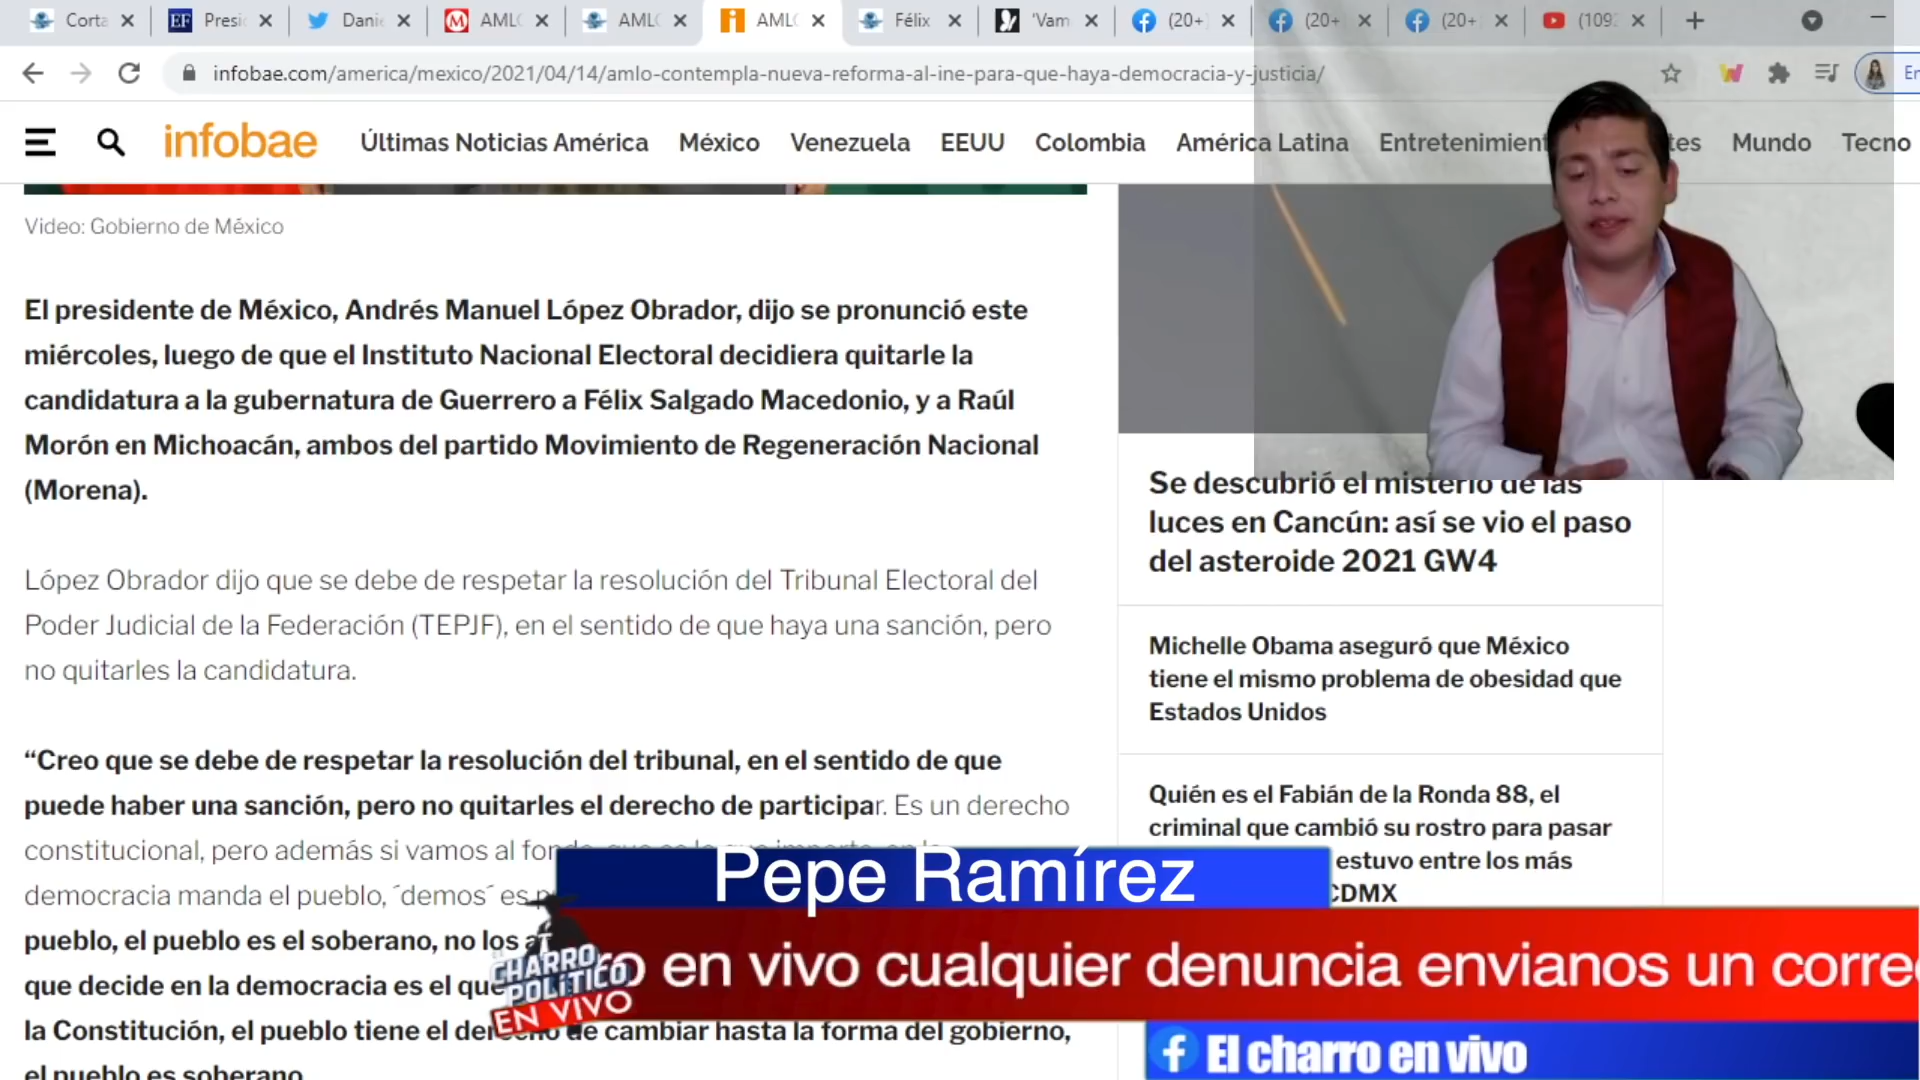 Corta
Presi
Danie
AMLO
AMLO
AMLO
Félix
'Vam
(20+
(20+
(20+
(109
infobae.com/america/mexico/2021/04/14/amlo-contempla-nueva-reforma-al-ine-para-que-haya-democracia-y-justicia/
infobae
Últimas Noticias América
México
Venezuela
EEUU
Colombia
América Latina
Entretenimient
tes
Mundo
Tecno
Video: Gobierno de México
El presidente de México, Andrés Manuel López Obrador, dijo se pronunció este
miércoles, luego de que el Instituto Nacional Electoral decidiera quitarle la
candidatura a la gubernatura de Guerrero a Félix Salgado Macedonio, y a Raúl
Morón en Michoacán, ambos del partido Movimiento de Regeneración Nacional
(Morena).
López Obrador dijo que se debe de respetar la resolución del Tribunal Electoral del
Poder Judicial de la Federación (TEPJF), en el sentido de que haya una sanción, pero
no quitarles la candidatura.
“Creo que se debe de respetar la resolución del tribunal, en el sentido de que
puede haber una sanción, pero no quitarles el derecho de participar. Es un derecho
constitucional, pero además si vamos al
democracia manda el pueblo, ´demos´ es
pueblo, el pueblo es el soberano, no los
que decide en la democracia es el que
la Constitución, el pueblo tiene el derecho de cambiar hasta la forma del gobierno,
el pueblo es soberano
Se descubrió el misterio de las
luces en Cancún: así se vio el paso
del asteroide 2021 GW4
Michelle Obama aseguró que México
tiene el mismo problema de obesidad que
Estados Unidos
Quién es el Fabián de la Ronda 88, el
criminal que cambió su rostro para pasar
estuvo entre los más
CDMX
Pepe Ramírez
CHARRO
POLÍTICO
EN VIVO
ro en vivo cualquier denuncia envianos un corre
El charro en vivo